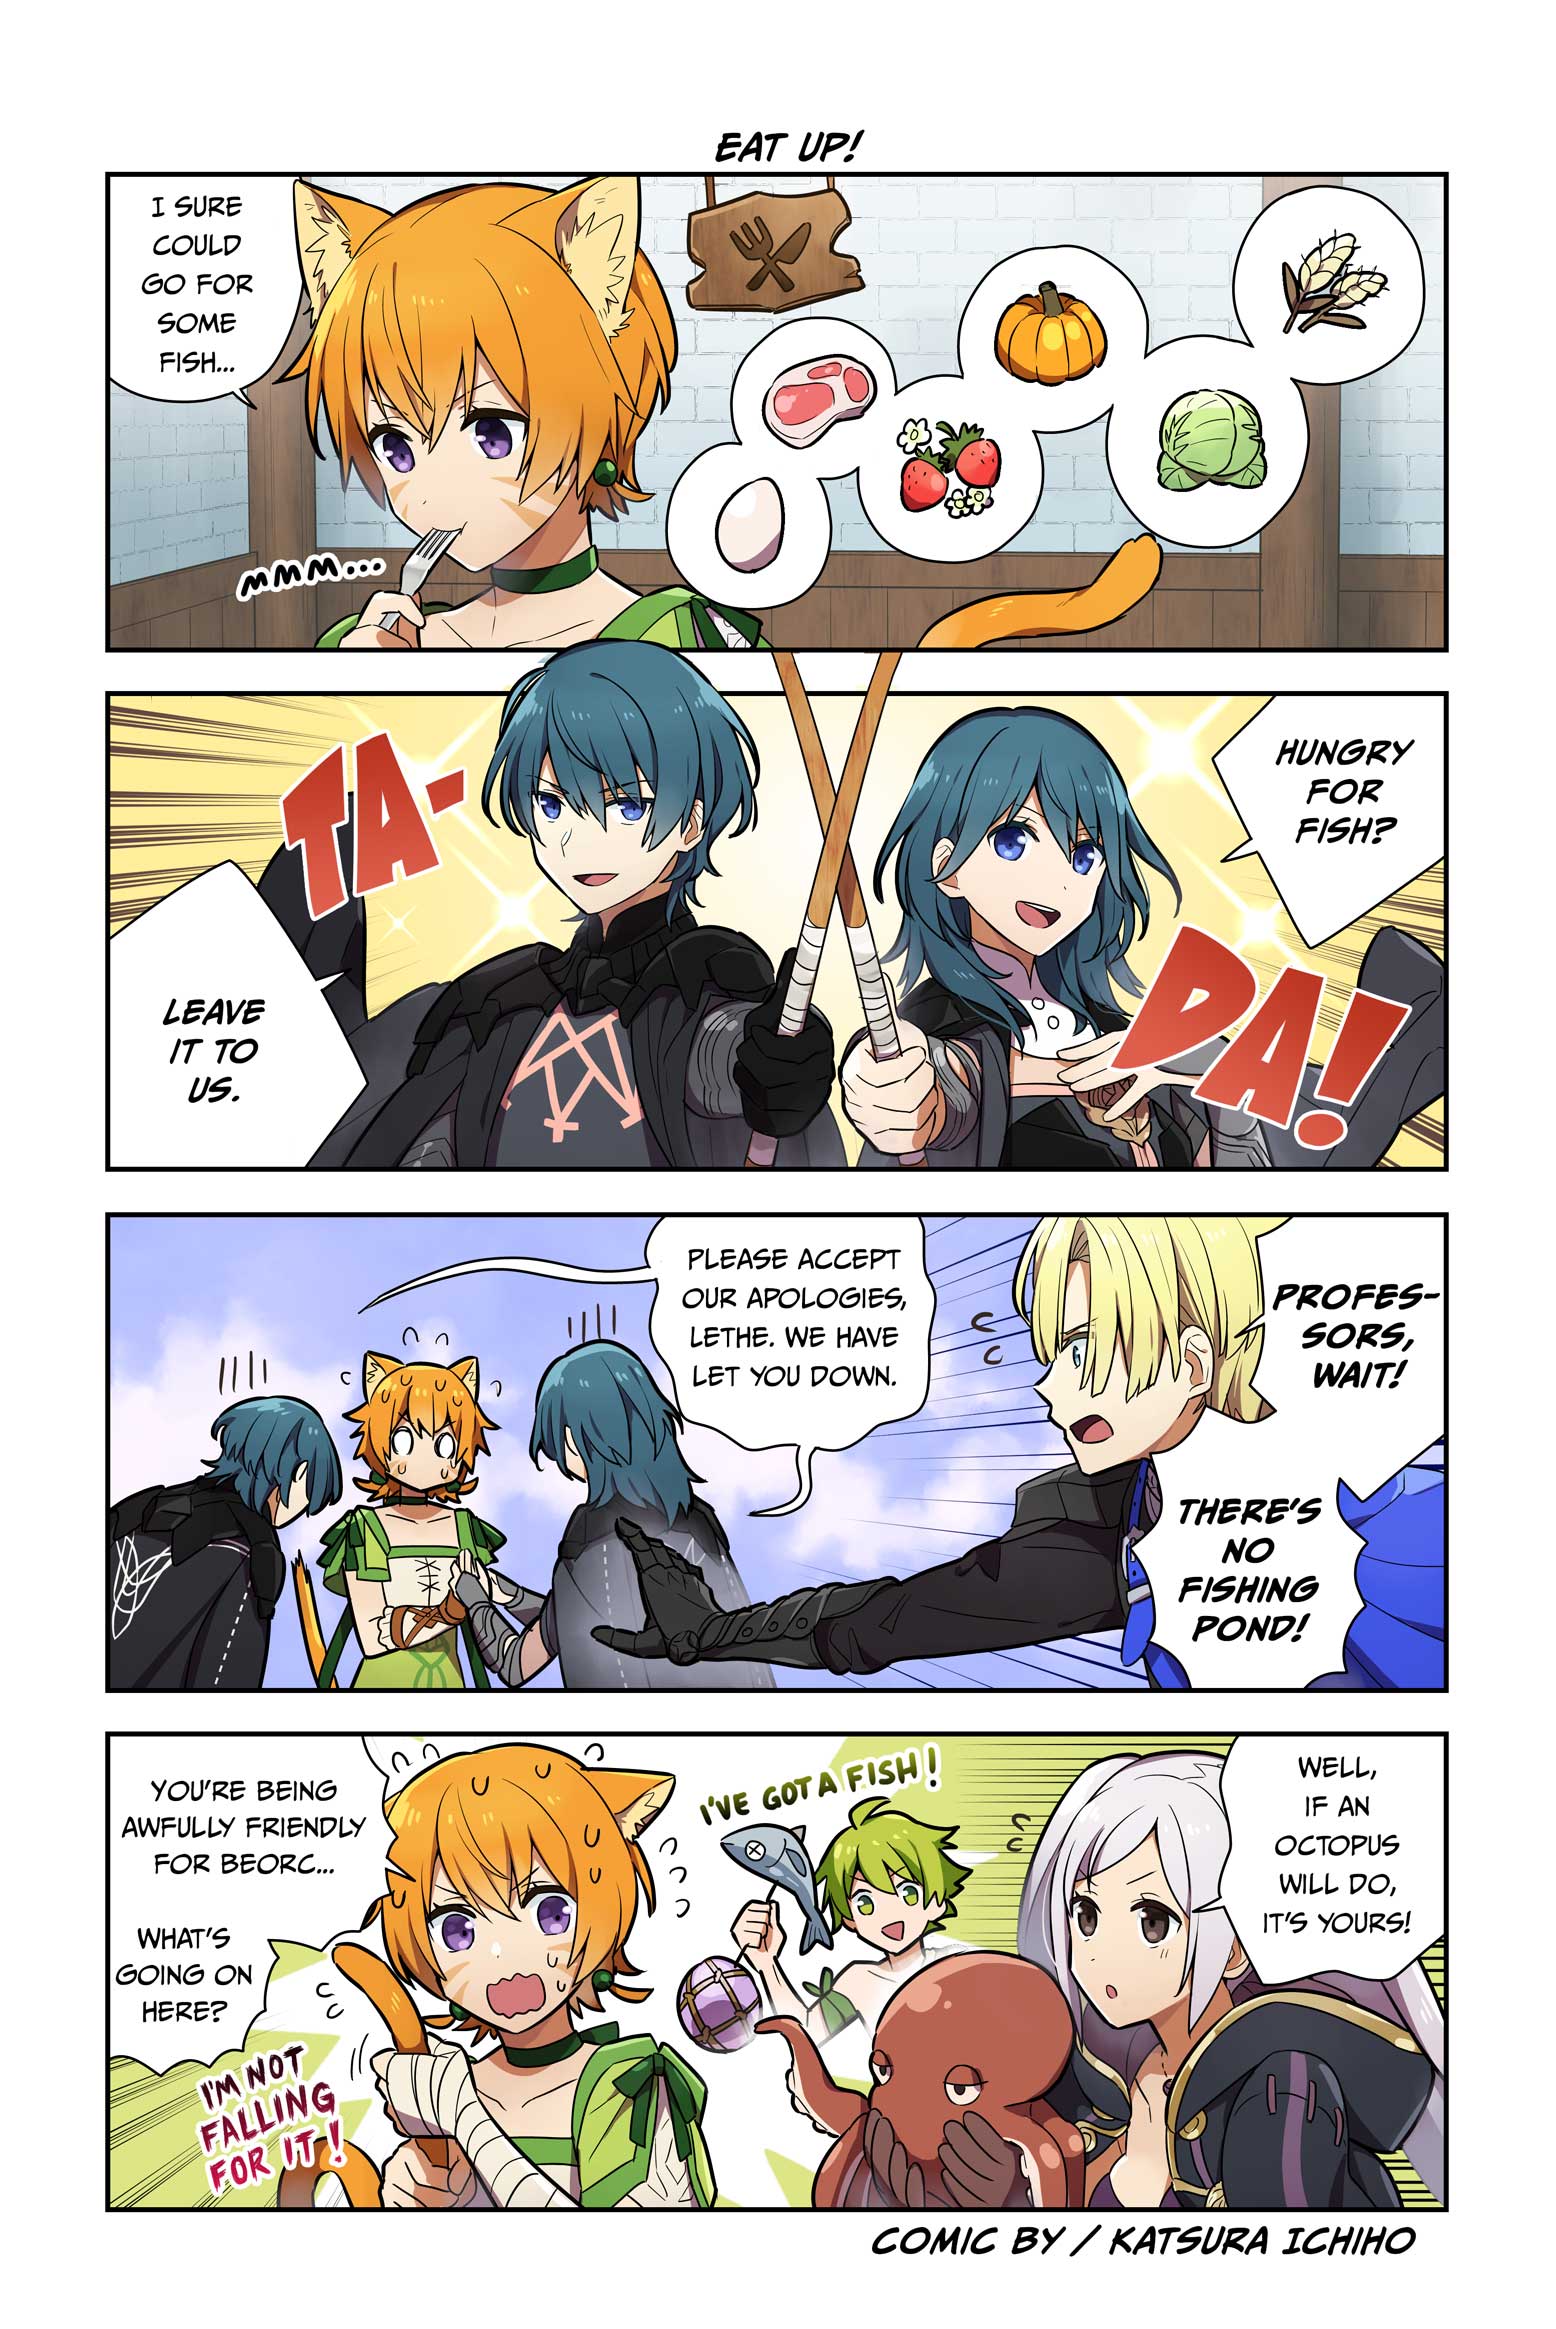 EAT UP!
I SURE
COULD
GO FOR
SOME
FISH...
MMM...
HUNGRY
FOR
FISH?
TA-
DA!
LEAVE
IT TO
US.
PROFES-
SORS,
WAIT!
THERE'S
NO
FISHING
POND!
PLEASE ACCEPT
OUR APOLOGIES,
LETHE. WE HAVE
LET YOU DOWN.
WELL,
IF AN
OCTOPUS
WILL DO,
IT'S YOURS!
I'VE GOT A FISH!
YOU'RE BEING
AWFULLY FRIENDLY
FOR BEORC...
WHAT'S
GOING ON
HERE?
I'M NOT
FALLING
FOR IT!
COMIC BY / KATSURA ICHIHO